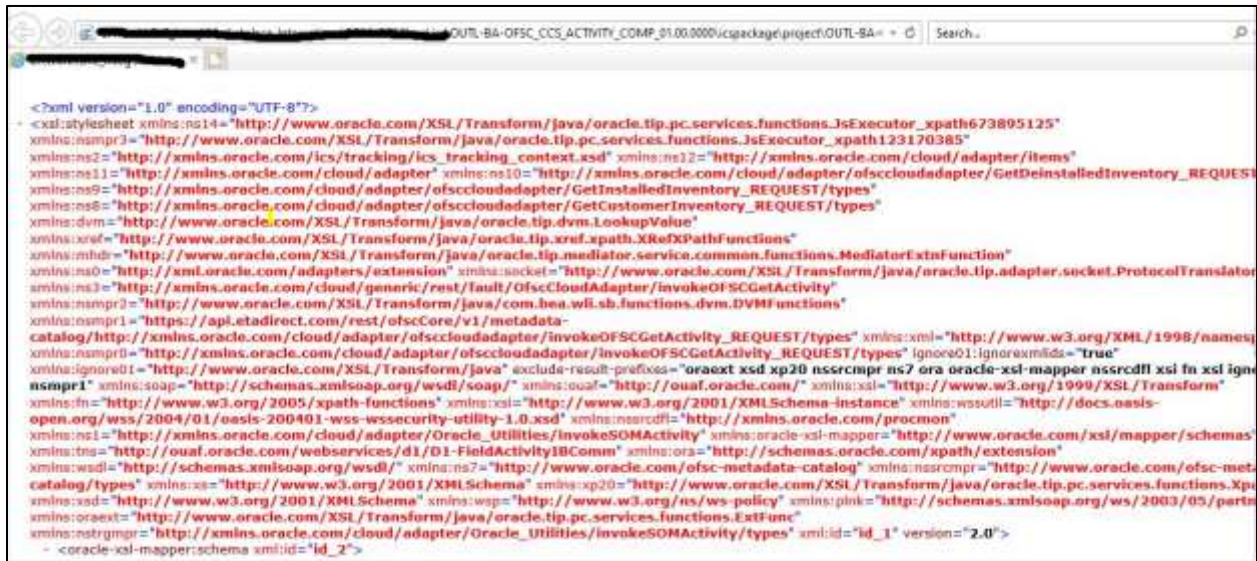 OUTL-BA-OFSC_CCS_ACTIVITY_COMP_01.00.0000\icspackage\project\OUTL-BA- Search...
<?xml version="1.0" encoding="UTF-8"?>
- <xsl:stylesheet xmlns:ns14="http://www.oracle.com/XSL/Transform/java/oracle.tip.pc.services.functions.JsExecutor_xpath673895125"
xmlns:nsmpr3="http://www.oracle.com/XSL/Transform/java/oracle.tip.pc.services.functions.JsExecutor_xpath123170385"
xmlns:ns2="http://xmlns.oracle.com/ics/tracking/ics_tracking_context.xsd" xmlns:ns12="http://xmlns.oracle.com/cloud/adapter/items"
xmlns:ns11="http://xmlns.oracle.com/cloud/adapter" xmlns:ns10="http://xmlns.oracle.com/cloud/adapter/ofsccloudadapter/GetDeinstalledInventory_REQUEST
xmlns:ns9="http://xmlns.oracle.com/cloud/adapter/ofsccloudadapter/GetInstalledInventory_REQUEST/types"
xmlns:ns8="http://xmlns.oracle.com/cloud/adapter/ofsccloudadapter/GetCustomerInventory_REQUEST/types"
xmlns:dvm="http://www.oracle.com/XSL/Transform/java/oracle.tip.dvm.LookupValue"
xmlns:xref="http://www.oracle.com/XSL/Transform/java/oracle.tip.xref.xpath.XRefXPathFunctions"
xmlns:mhdr="http://www.oracle.com/XSL/Transform/java/oracle.tip.mediator.service.common.functions.MediatorExtnFunction"
xmlns:ns0="http://xml.oracle.com/adapters/extension" xmlns:socket="http://www.oracle.com/XSL/Transform/java/oracle.tip.adapter.socket.ProtocolTranslator
xmlns:ns3="http://xmlns.oracle.com/cloud/generic/rest/fault/OfscCloudAdapter/invokeOFSCGetActivity"
xmlns:nsmpr2="http://www.oracle.com/XSL/Transform/java/com.bea.wli.sb.functions.dvm.DVMFunctions"
xmlns:nsmpr1="https://api.etadirect.com/rest/ofscCore/v1/metadata-
catalog/http://xmlns.oracle.com/cloud/adapter/ofsccloudadapter/invokeOFSCGetActivity_REQUEST/types" xmlns:xml="http://www.w3.org/XML/1998/namesp
xmlns:nsmpr0="http://xmlns.oracle.com/cloud/adapter/ofsccloudadapter/invokeOFSCGetActivity_REQUEST/types" ignore01:ignorexmlids="true"
xmlns:ignore01="http://www.oracle.com/XSL/Transform/java" exclude-result-prefixes="oraext xsd xp20 nssrcmpr ns7 ora oracle-xsl-mapper nssrcdfl xsi fn xsl igno
nsmpr1" xmlns:soap="http://schemas.xmlsoap.org/wsdl/soap/" xmlns:ouaf="http://ouaf.oracle.com/" xmlns:xsl="http://www.w3.org/1999/XSL/Transform"
xmlns:fn="http://www.w3.org/2005/xpath-functions" xmlns:xsi="http://www.w3.org/2001/XMLSchema-instance" xmlns:wssutil="http://docs.oasis-
open.org/wss/2004/01/oasis-200401-wss-wssecurity-utility-1.0.xsd" xmlns:nssrcdfl="http://xmlns.oracle.com/procmon"
xmlns:ns1="http://xmlns.oracle.com/cloud/adapter/Oracle_Utilities/invokeSOMActivity" xmlns:oracle-xsl-mapper="http://www.oracle.com/xsl/mapper/schemas
xmlns:tns="http://ouaf.oracle.com/webservices/d1/D1-FieldActivityIBComm" xmlns:ora="http://schemas.oracle.com/xpath/extension"
xmlns:wsdl="http://schemas.xmlsoap.org/wsdl/" xmlns:ns7="http://www.oracle.com/ofsc-metadata-catalog" xmlns:nssrcmpr="http://www.oracle.com/ofsc-meta
catalog/types" xmlns:xs="http://www.w3.org/2001/XMLSchema" xmlns:xp20="http://www.oracle.com/XSL/Transform/java/oracle.tip.pc.services.functions.Xpa
xmlns:xsd="http://www.w3.org/2001/XMLSchema" xmlns:wsp="http://www.w3.org/ns/ws-policy" xmlns:plnk="http://schemas.xmlsoap.org/ws/2003/05/partn
xmlns:oraext="http://www.oracle.com/XSL/Transform/java/oracle.tip.pc.services.functions.ExtFunc"
xmlns:nstrgmpr="http://xmlns.oracle.com/cloud/adapter/Oracle_Utilities/invokeSOMActivity/types" xml:id="id_1" version="2.0">
- <oracle-xsl-mapper:schema xml:id="id_2">